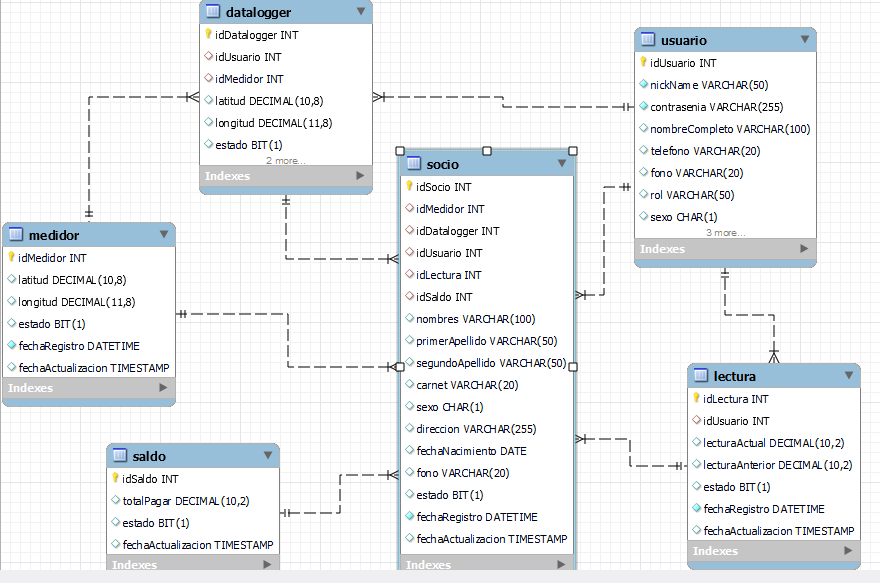 datalogger
idDatalogger INT
idUsuario INT
idMedidor INT
latitud DECIMAL(10,8)
longitud DECIMAL(11,8)
estado BIT(1)
2 more...
Indexes
usuario
idUsuario INT
nickName VARCHAR(50)
contrasenia VARCHAR(255)
nombreCompleto VARCHAR(100)
telefono VARCHAR(20)
fono VARCHAR(20)
rol VARCHAR(50)
sexo CHAR(1)
3 more...
Indexes
socio
idSocio INT
idMedidor INT
idDatalogger INT
idUsuario INT
idLectura INT
idSaldo INT
nombres VARCHAR(100)
primerApellido VARCHAR(50)
segundoApellido VARCHAR(50)
carnet VARCHAR(20)
sexo CHAR(1)
direccion VARCHAR(255)
fechaNacimiento DATE
fono VARCHAR(20)
estado BIT(1)
fechaRegistro DATETIME
fechaActualizacion TIMESTAMP
Indexes
medidor
idMedidor INT
latitud DECIMAL(10,8)
longitud DECIMAL(11,8)
estado BIT(1)
fechaRegistro DATETIME
fechaActualizacion TIMESTAMP
Indexes
lectura
idLectura INT
idUsuario INT
lecturaActual DECIMAL(10,2)
lecturaAnterior DECIMAL(10,2)
estado BIT(1)
fechaRegistro DATETIME
fechaActualizacion TIMESTAMP
Indexes
saldo
idSaldo INT
totalPagar DECIMAL(10,2)
estado BIT(1)
fechaActualizacion TIMESTAMP
Indexes